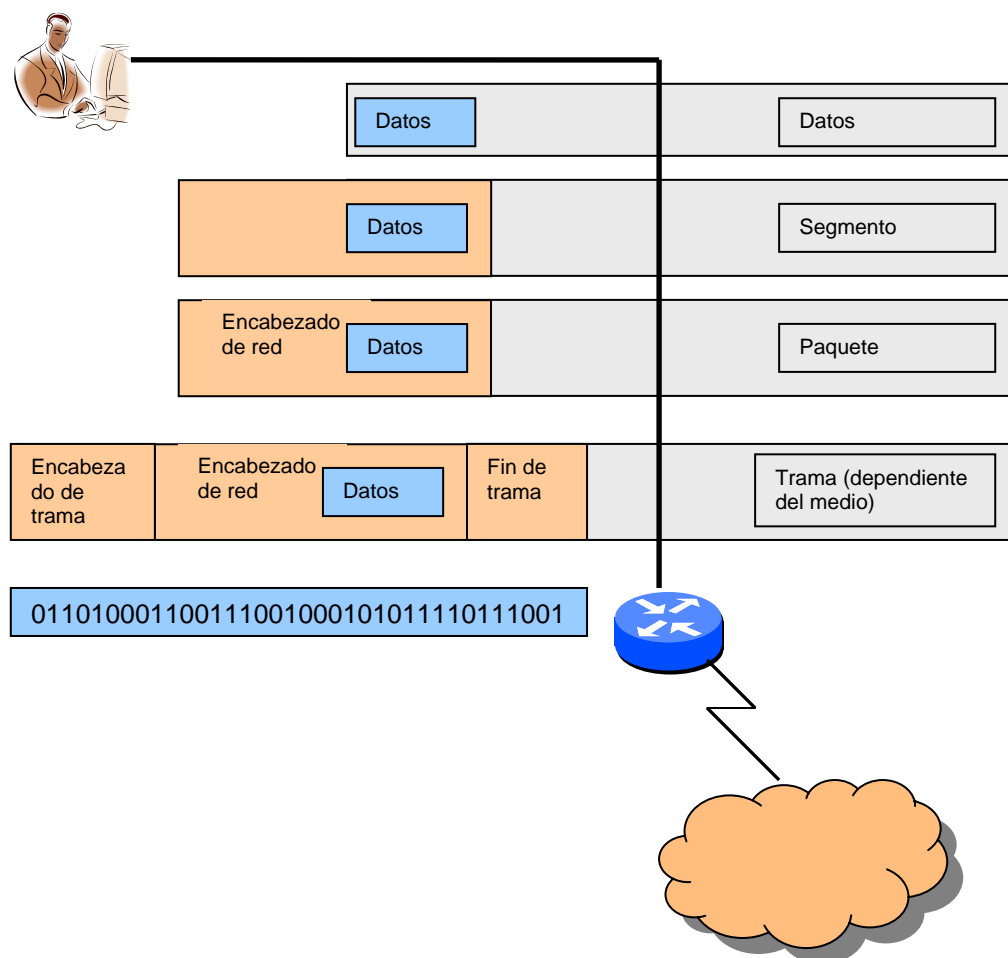 Datos
Datos
Datos
Segmento
Encabezado
de red
Datos
Paquete
Encabeza
do de
trama
Encabezado
de red
Datos
Fin de
trama
Trama (dependiente
del medio)
0110100011001110010001010111110111001